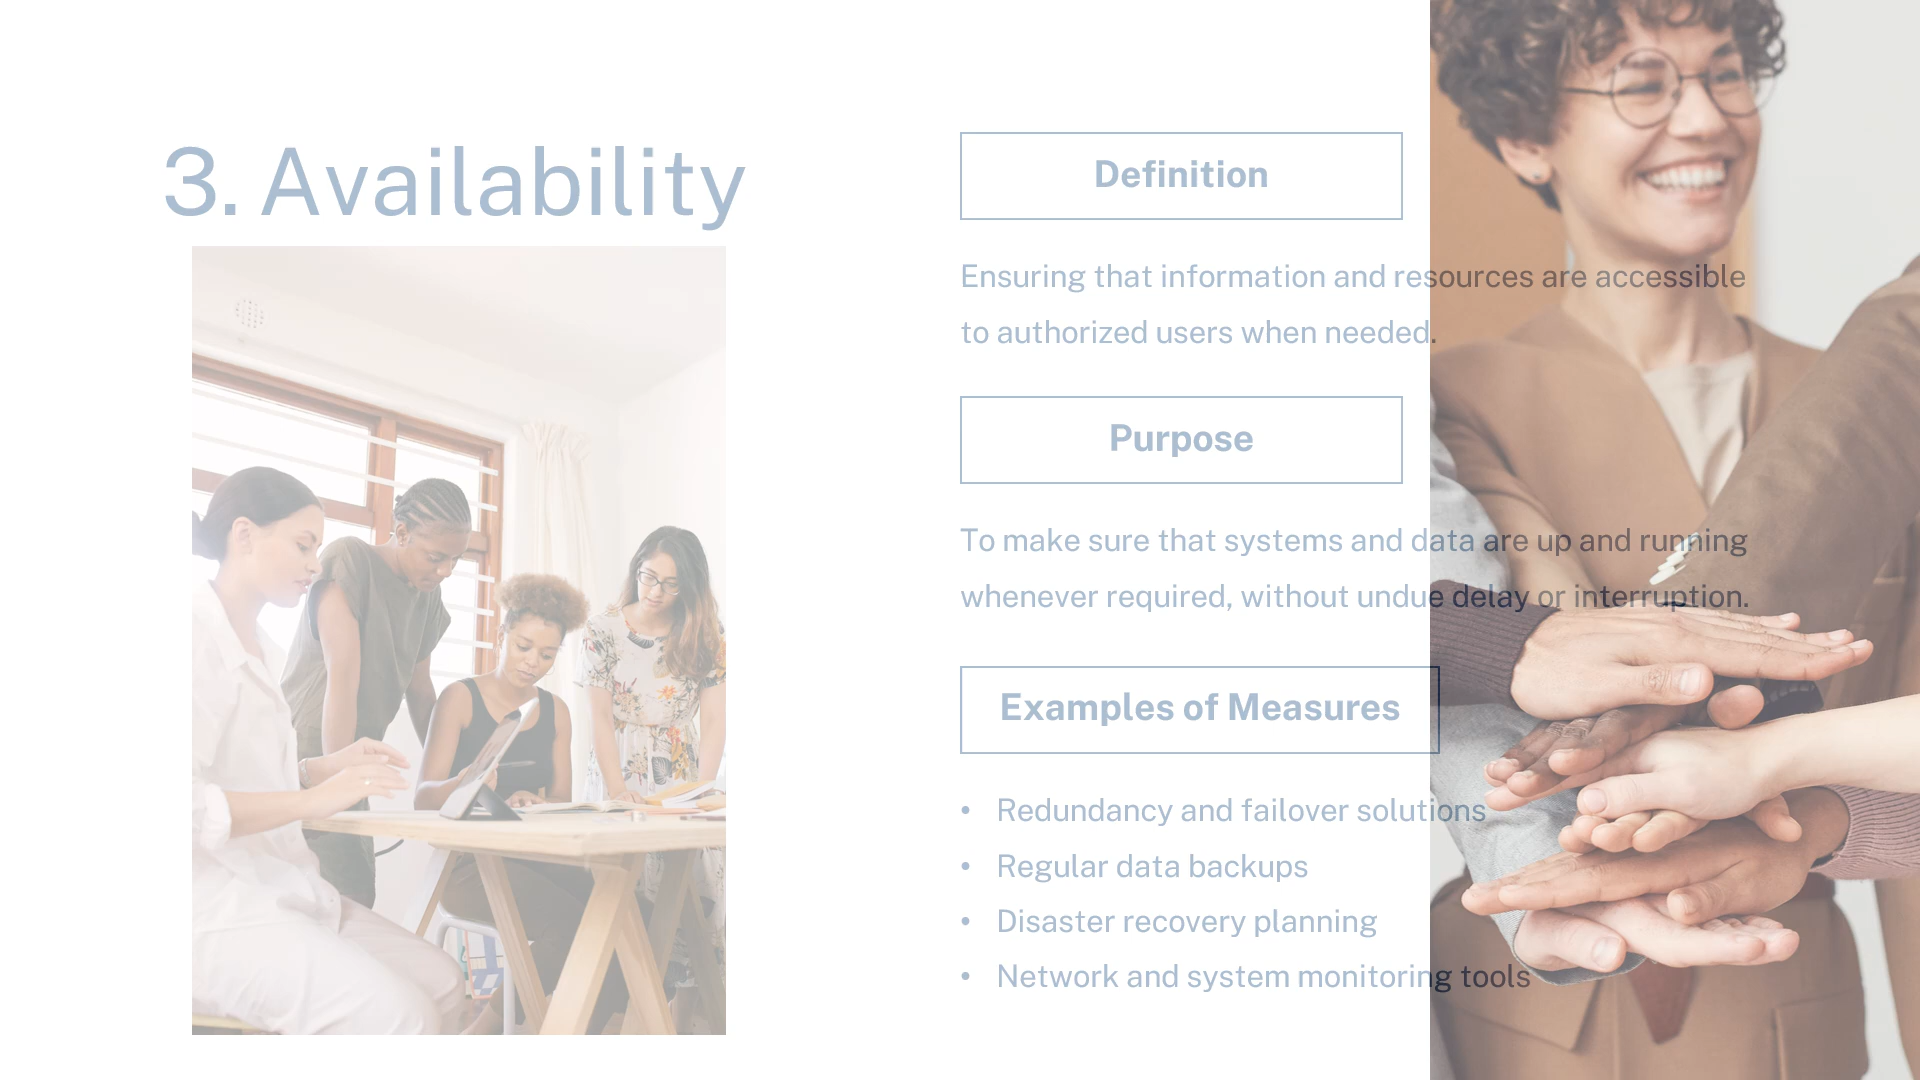 3. Availability
Definition
Ensuring that information and resources are accessible
to authorized users when needed.
Purpose
To make sure that systems and data are up and running
whenever required, without undue delay or interruption.
Examples of Measures
• Redundancy and failover solutions
• Regular data backups
• Disaster recovery planning
• Network and system monitoring tools